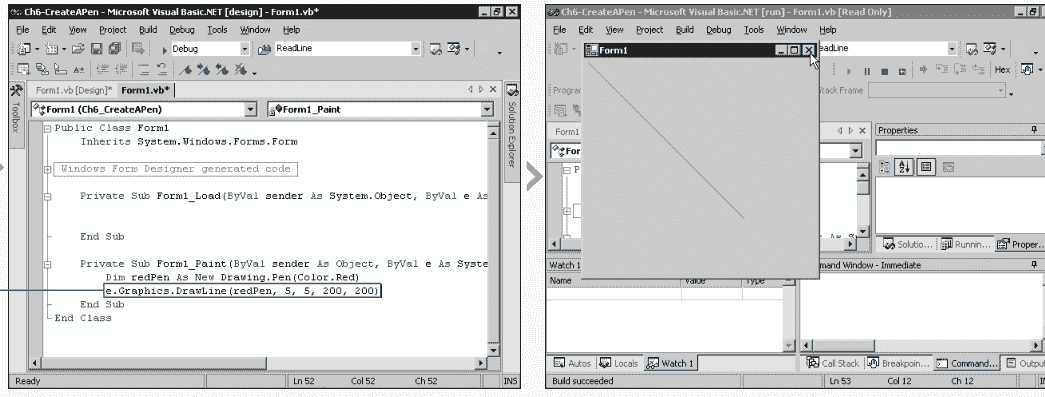 Ch6-CreateAPen - Microsoft Visual Basic.NET [design] - Form1.vb*
File Edit View Project Build Debug Tools Window Help
Debug ReadLine
Toolbox
Form1.vb [Design]* Form1.vb*
Form1 (Ch6_CreateAPen) Form1_Paint
Solution Explorer
Public Class Form1
Inherits System.Windows.Forms.Form
Windows Form Designer generated code
Private Sub Form1_Load(ByVal sender As System.Object, ByVal e As
End Sub
Private Sub Form1_Paint(ByVal sender As Object, ByVal e As Syste
Dim redPen As New Drawing.Pen(Color.Red)
e.Graphics.DrawLine(redPen, 5, 5, 200, 200)
End Sub
End Class
Ready Ln 52 Col 52 Ch 52 INS
Ch6-CreateAPen - Microsoft Visual Basic.NET [run] - Form1.vb [Read Only]
File Edit View Project Build Debug Tools Window Help
Form1
eadLine
Hex
Progra
tack Frame
Form1
Properties
For
P
Solutio... Runnin... Proper...
Watch 1
mand Window - Immediate
Name Value Type
Autos Locals Watch 1
Call Stack Breakpoin... Command... Output
Build succeeded Ln 53 Col 12 Ch 12